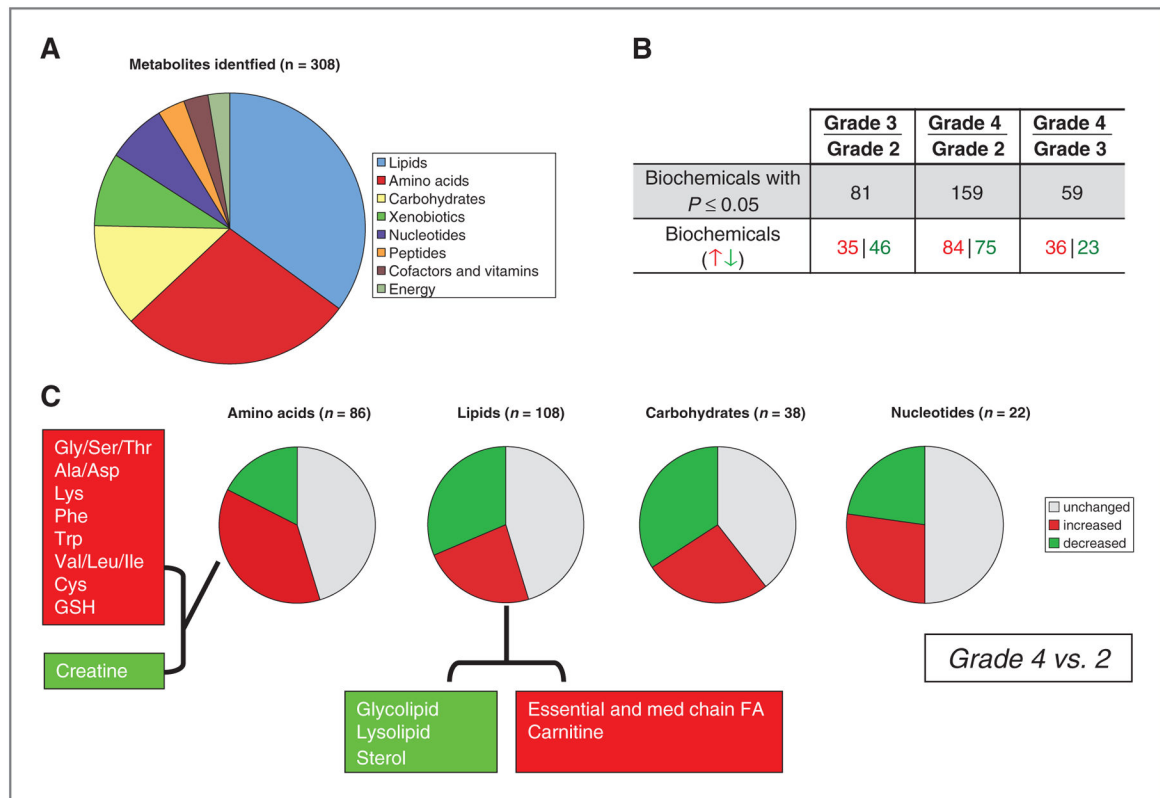 A
Metabolites identfied (n = 308)
Lipids
Amino acids
Carbohydrates
Xenobiotics
Nucleotides
Peptides
Cofactors and vitamins
Energy
B
Grade 3 Grade 4 Grade 4
Grade 2 Grade 2 Grade 3
Biochemicals with
P ≤ 0.05
81 159 59
Biochemicals
(↑↓)
35|46 84|75 36|23
C
Amino acids (n = 86)
Lipids (n = 108)
Carbohydrates (n = 38)
Nucleotides (n = 22)
Gly/Ser/Thr
Ala/Asp
Lys
Phe
Trp
Val/Leu/Ile
Cys
GSH
Creatine
unchanged
increased
decreased
Glycolipid
Lysolipid
Sterol
Essential and med chain FA
Carnitine
Grade 4 vs. 2